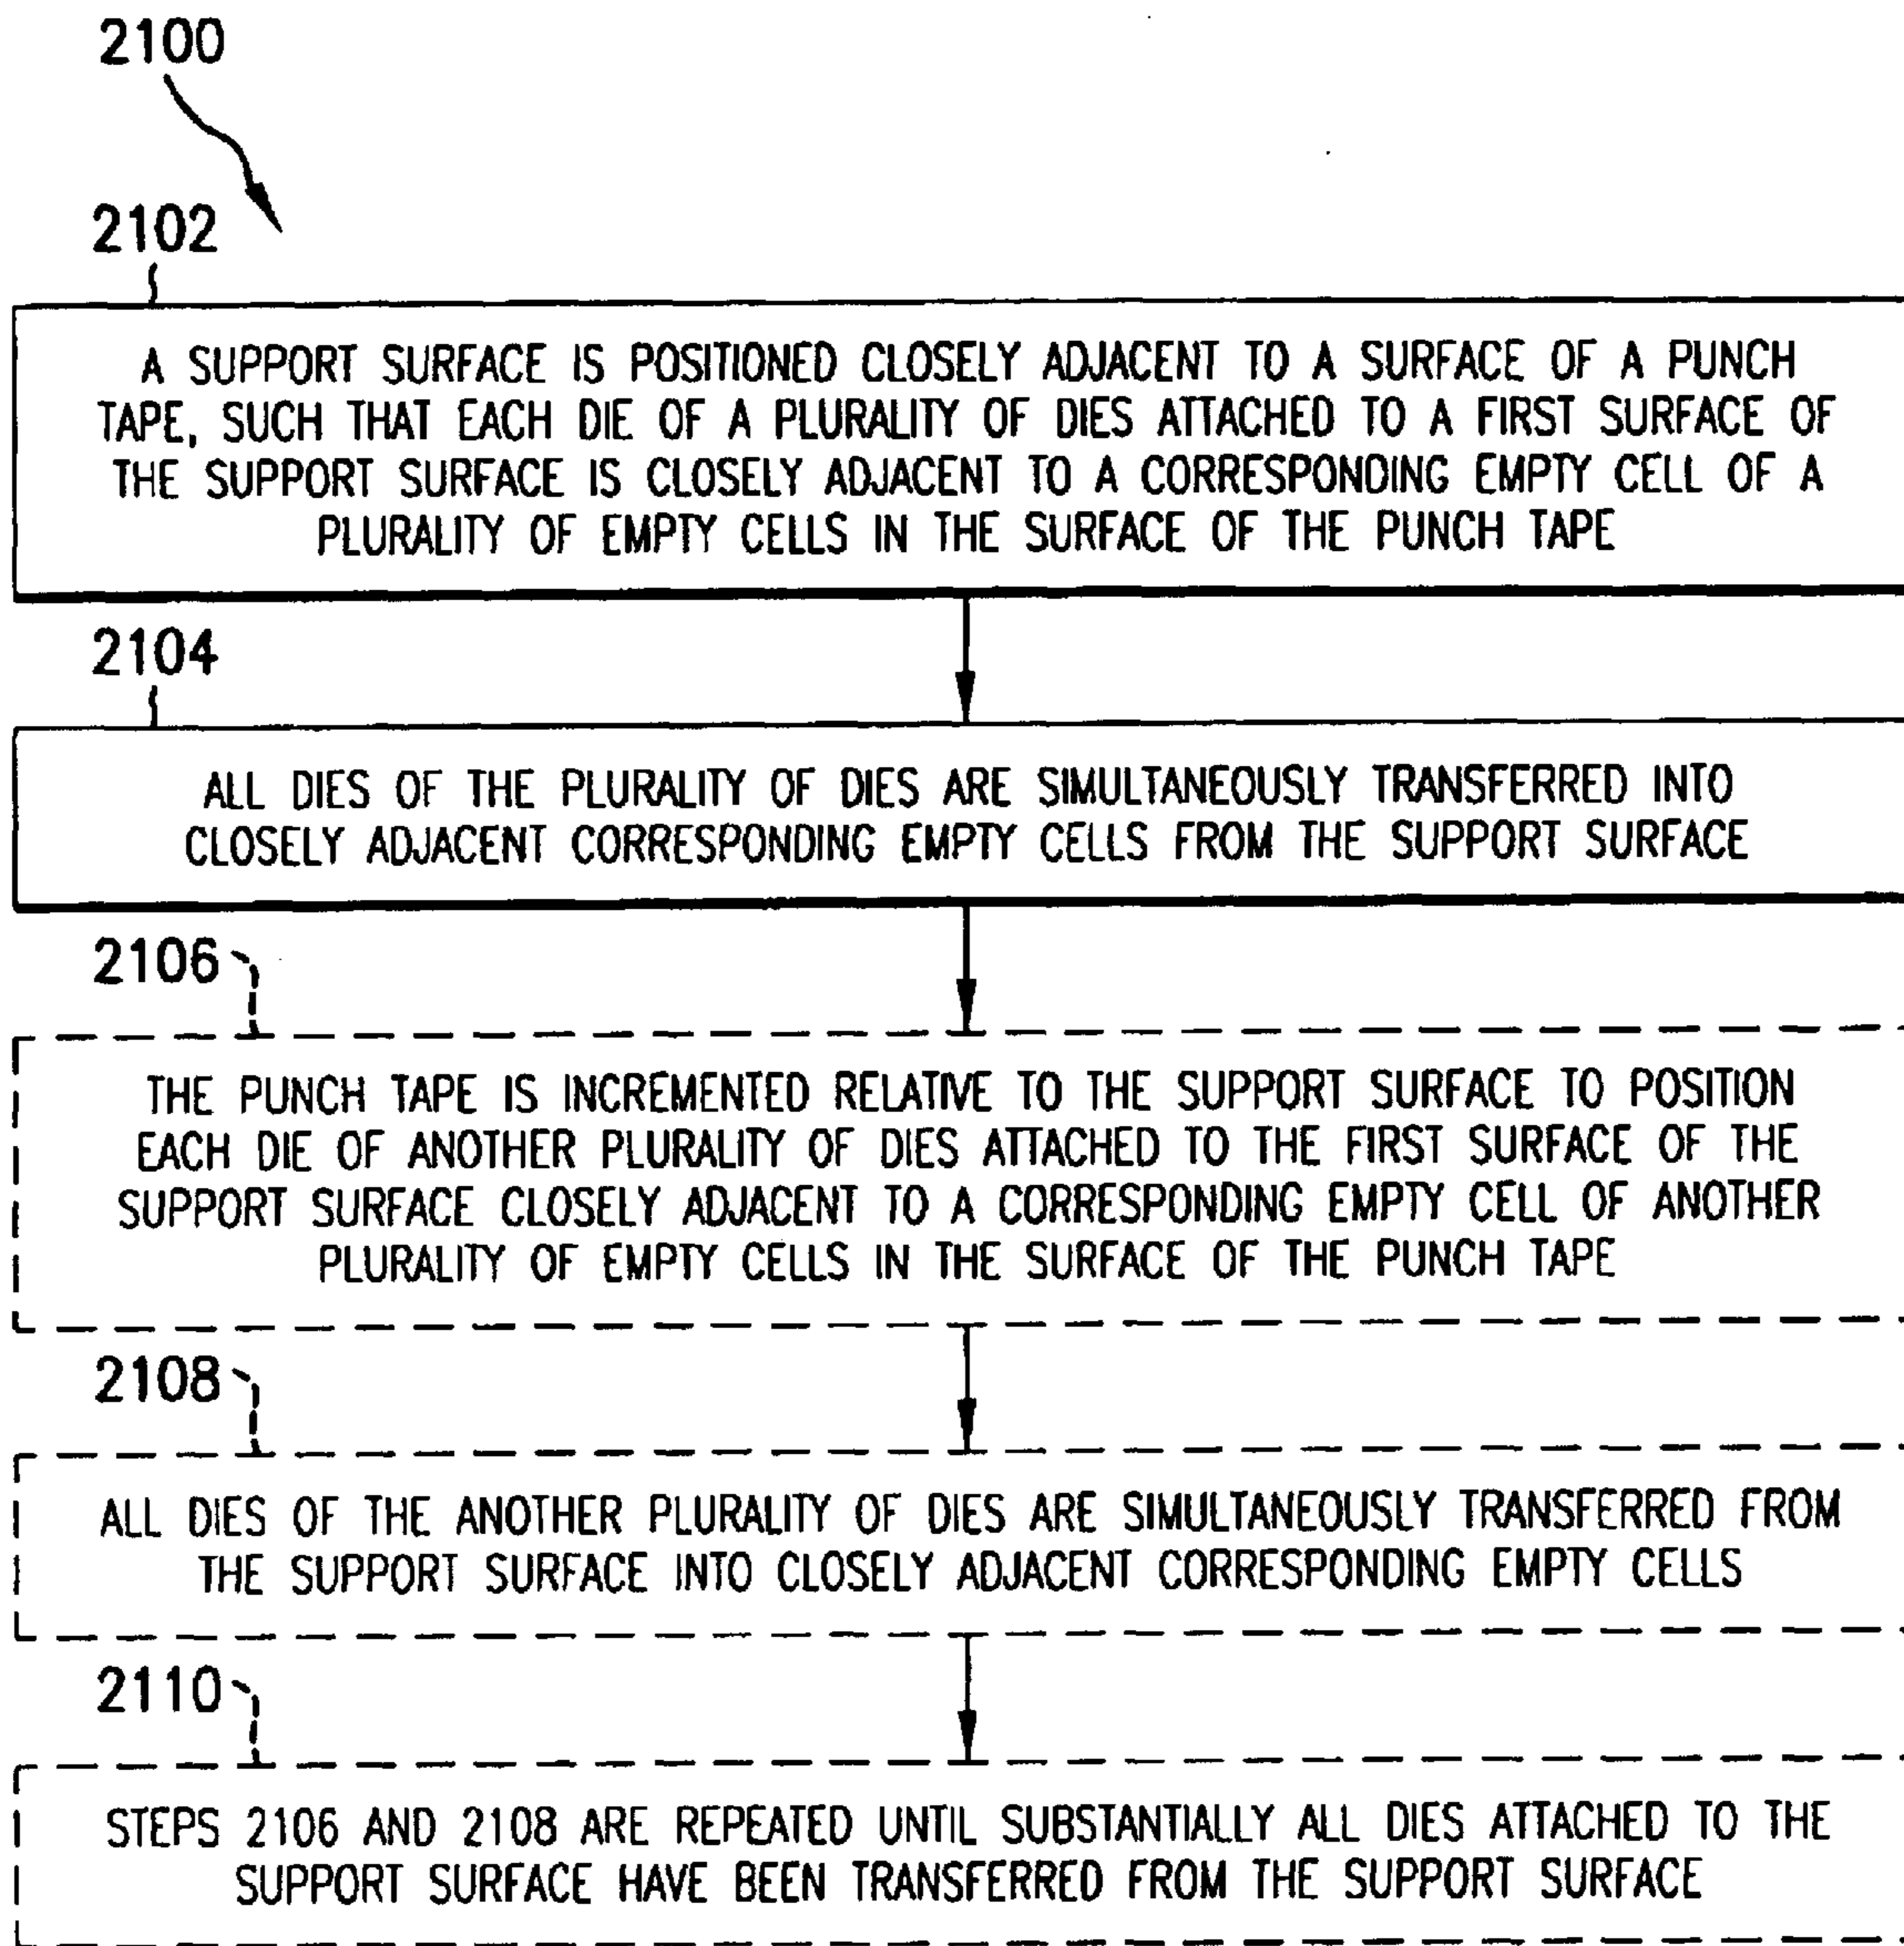 2100
2102
A SUPPORT SURFACE IS POSITIONED CLOSELY ADJACENT TO A SURFACE OF A PUNCH
TAPE, SUCH THAT EACH DIE OF A PLURALITY OF DIES ATTACHED TO A FIRST SURFACE OF
THE SUPPORT SURFACE IS CLOSELY ADJACENT TO A CORRESPONDING EMPTY CELL OF A
PLURALITY OF EMPTY CELLS IN THE SURFACE OF THE PUNCH TAPE
2104
ALL DIES OF THE PLURALITY OF DIES ARE SIMULTANEOUSLY TRANSFERRED INTO
CLOSELY ADJACENT CORRESPONDING EMPTY CELLS FROM THE SUPPORT SURFACE
2106
THE PUNCH TAPE IS INCREMENTED RELATIVE TO THE SUPPORT SURFACE TO POSITION
EACH DIE OF ANOTHER PLURALITY OF DIES ATTACHED TO THE FIRST SURFACE OF THE
SUPPORT SURFACE CLOSELY ADJACENT TO A CORRESPONDING EMPTY CELL OF ANOTHER
PLURALITY OF EMPTY CELLS IN THE SURFACE OF THE PUNCH TAPE
2108
ALL DIES OF THE ANOTHER PLURALITY OF DIES ARE SIMULTANEOUSLY TRANSFERRED FROM
THE SUPPORT SURFACE INTO CLOSELY ADJACENT CORRESPONDING EMPTY CELLS
2110
STEPS 2106 AND 2108 ARE REPEATED UNTIL SUBSTANTIALLY ALL DIES ATTACHED TO THE
SUPPORT SURFACE HAVE BEEN TRANSFERRED FROM THE SUPPORT SURFACE